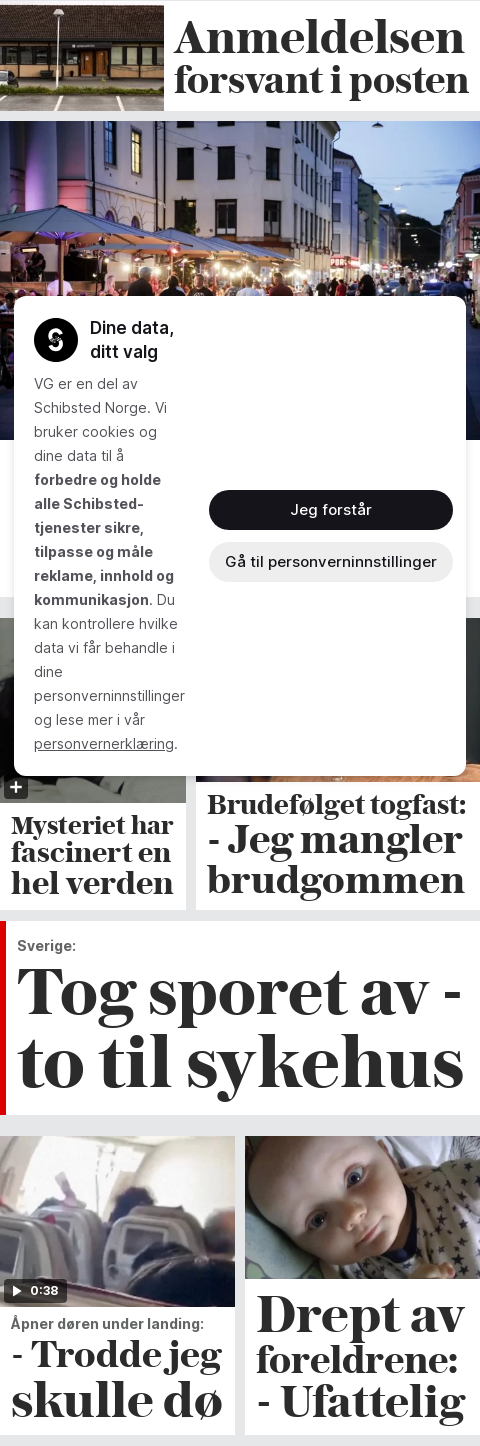 Anmeldelsen
forsvant i posten
Dine data,
ditt valg
VG er en del av
Schibsted Norge. Vi
bruker cookies og
dine data til å
forbedre og holde
alle Schibsted-
tjenester sikre,
tilpasse og måle
reklame, innhold og
kommunikasjon. Du
kan kontrollere hvilke
data vi får behandle i
dine
personverninnstillinger
og lese mer i vår
personvernerklæring.
Jeg forstår
Gå til personverninnstillinger
Mysteriet har
fascinert en
hel verden
Brudefølget togfast:
- Jeg mangler
brudgommen
Sverige:
Tog sporet av -
to til sykehus
0:38
Åpner døren under landing:
- Trodde jeg
skulle dø
Drept av
foreldrene:
- Ufattelig